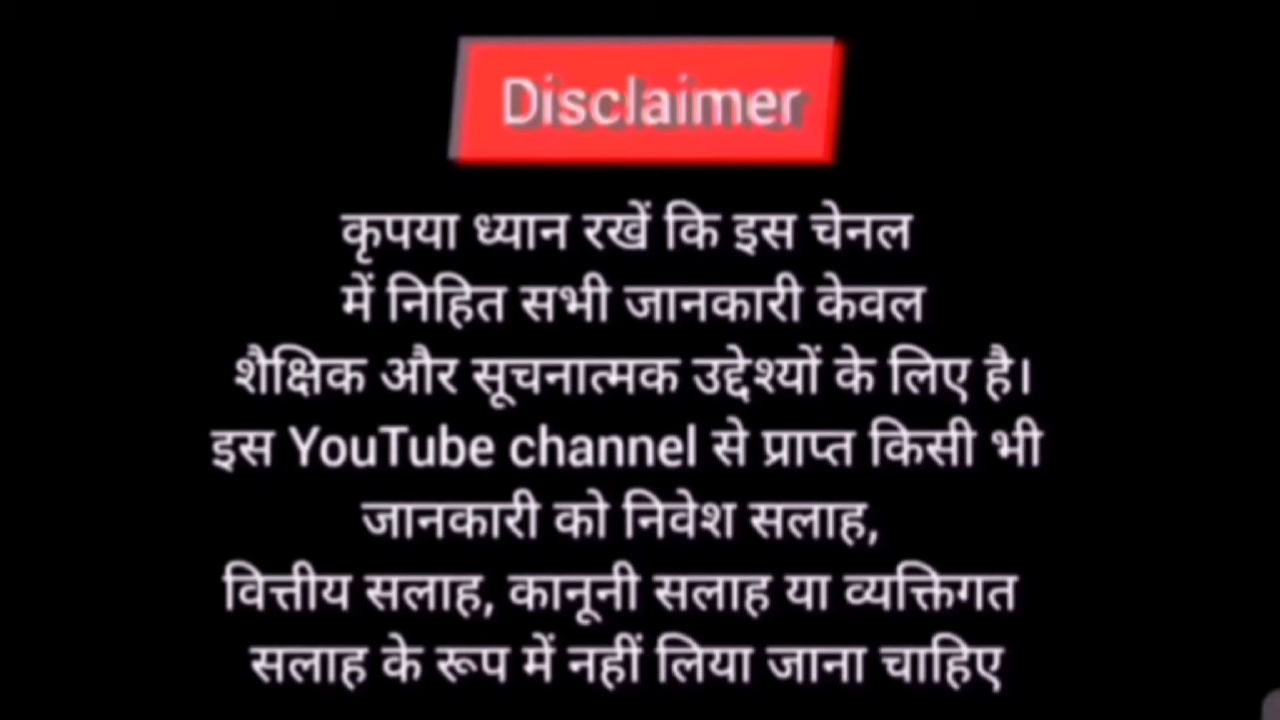 Disclaimer
कृपया ध्यान रखें कि इस चेनल
में निहित सभी जानकारी केवल
शैक्षिक और सूचनात्मक उद्देश्यों के लिए है।
इस YouTube channel से प्राप्त किसी भी
जानकारी को निवेश सलाह,
वित्तीय सलाह, कानूनी सलाह या व्यक्तिगत
सलाह के रूप में नहीं लिया जाना चाहिए